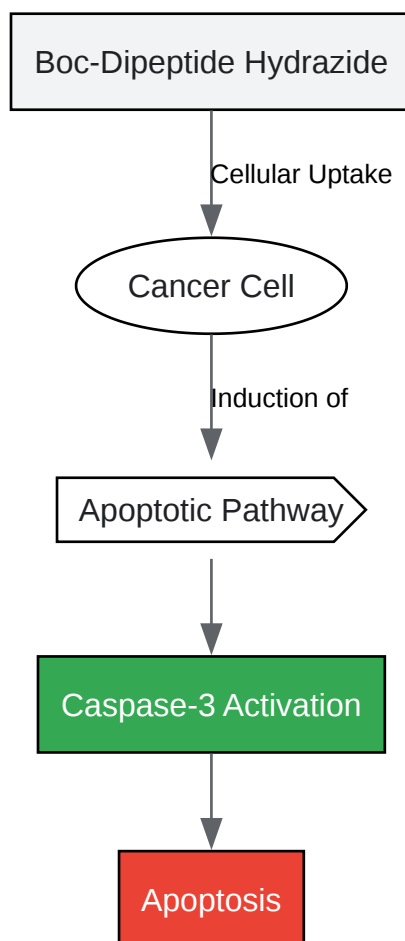 Boc-Dipeptide Hydrazide
Cellular Uptake
Cancer Cell
Induction of
Apoptotic Pathway
Caspase-3 Activation
Apoptosis